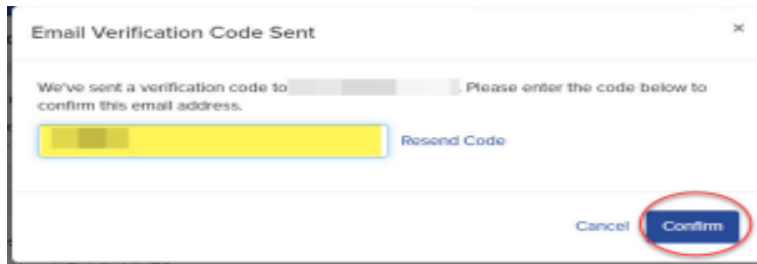 Email Verification Code Sent
×
We've sent a verification code to . Please enter the code below to
confirm this email address.
Resend Code
Cancel Confirm